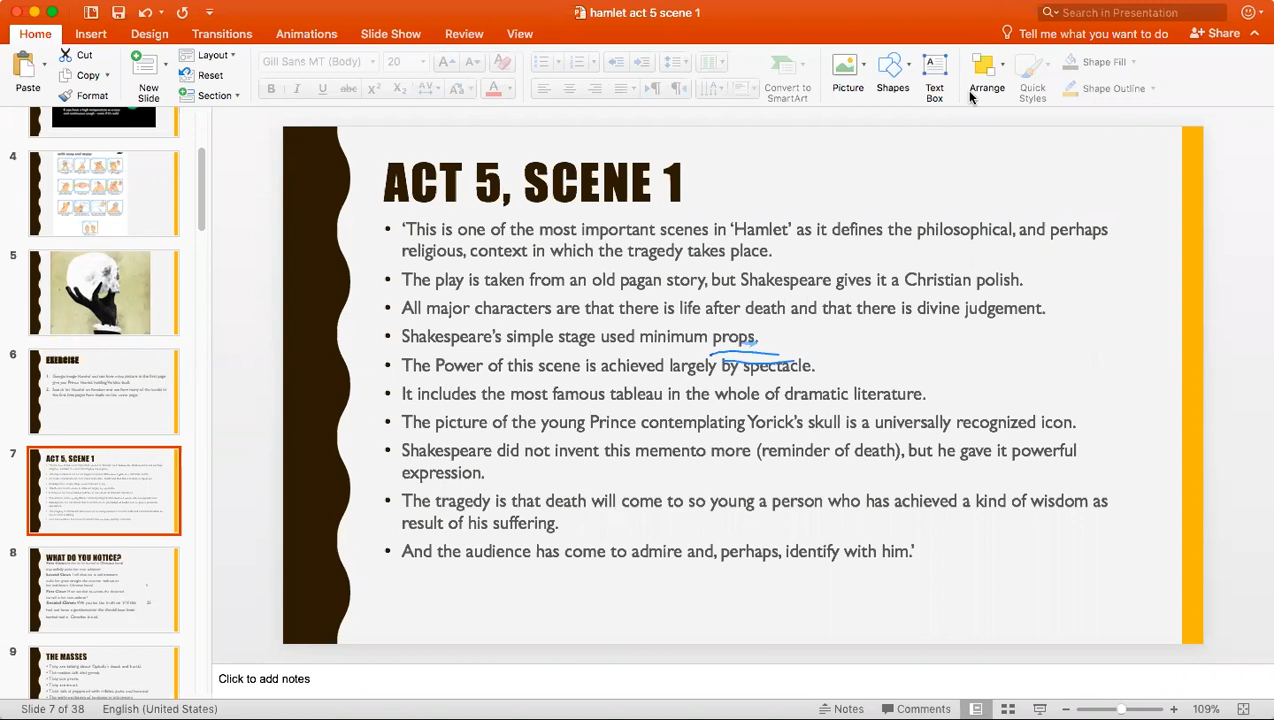 hamlet act 5 scene 1
Search in Presentation
Home Insert Design Transitions Animations Slide Show Review View Tell me what you want to do Share
Paste Cut Copy Format
New Slide
Layout
Reset
Section
Gill Sans MT (Body) 20
Convert to SmartArt
Picture Shapes Text Box Arrange Quick Styles
Shape Fill
Shape Outline
4
5
6
EXERCISE
7
ACT 5, SCENE 1
8
WHAT DO YOU NOTICE?
9
THE MASSES
ACT 5, SCENE 1
• ‘This is one of the most important scenes in ‘Hamlet’ as it defines the philosophical, and perhaps
religious, context in which the tragedy takes place.
• The play is taken from an old pagan story, but Shakespeare gives it a Christian polish.
• All major characters are that there is life after death and that there is divine judgement.
• Shakespeare’s simple stage used minimum props.
• The Power of this scene is achieved largely by spectacle.
• It includes the most famous tableau in the whole of dramatic literature.
• The picture of the young Prince contemplating Yorick’s skull is a universally recognized icon.
• Shakespeare did not invent this memento more (reminder of death), but he gave it powerful
expression.
• The tragedy is that death will come to so young a person who has achieved a kind of wisdom as
result of his suffering.
• And the audience has come to admire and, perhaps, identify with him.’
Click to add notes
Slide 7 of 38 English (United States) Notes Comments 109%